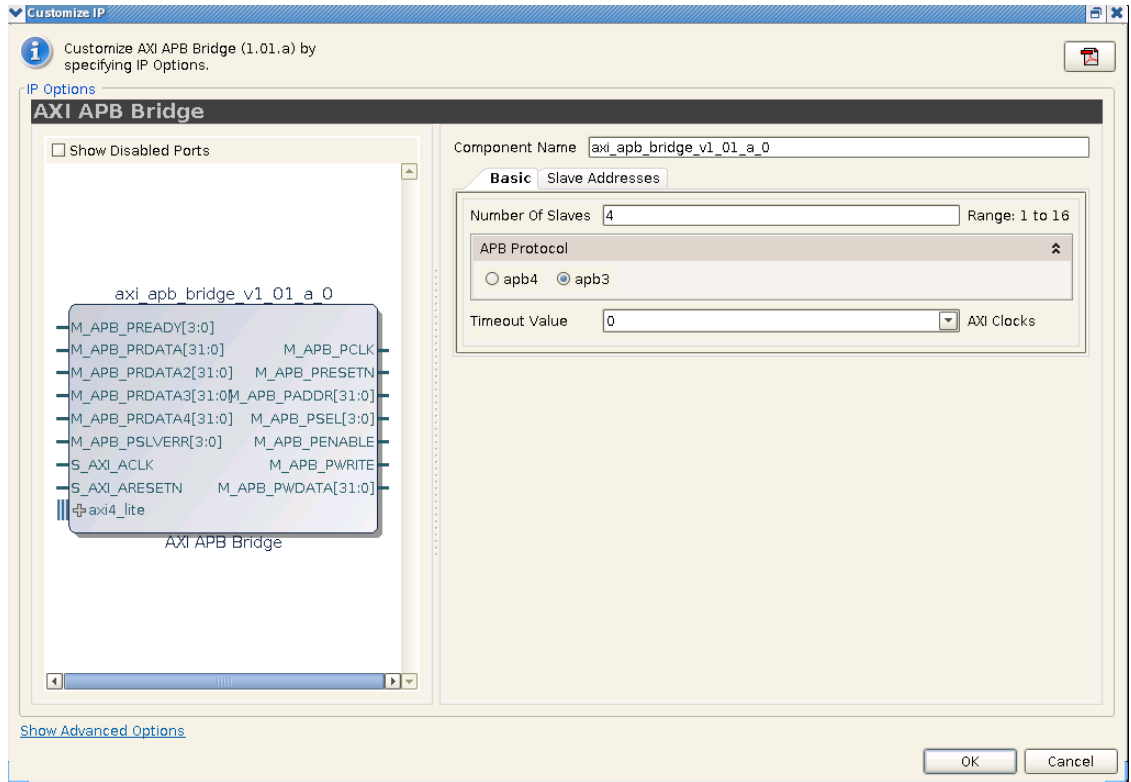 Customize IP
Customize AXI APB Bridge (1.01.a) by
specifying IP Options.
IP Options
AXI APB Bridge
Show Disabled Ports
axi_apb_bridge_v1_01_a_0
M_APB_PREADY[3:0]
M_APB_PRDATA[31:0] M_APB_PCLK
M_APB_PRDATA2[31:0] M_APB_PRESETN
M_APB_PRDATA3[31:0] M_APB_PADDR[31:0]
M_APB_PRDATA4[31:0] M_APB_PSEL[3:0]
M_APB_PSLVERR[3:0] M_APB_PENABLE
S_AXI_ACLK M_APB_PWRITE
S_AXI_ARESETN M_APB_PWDATA[31:0]
axi4_lite
AXI APB Bridge
Component Name axi_apb_bridge_v1_01_a_0
Basic Slave Addresses
Number Of Slaves 4 Range: 1 to 16
APB Protocol
apb4 apb3
Timeout Value 0 AXI Clocks
Show Advanced Options
OK Cancel